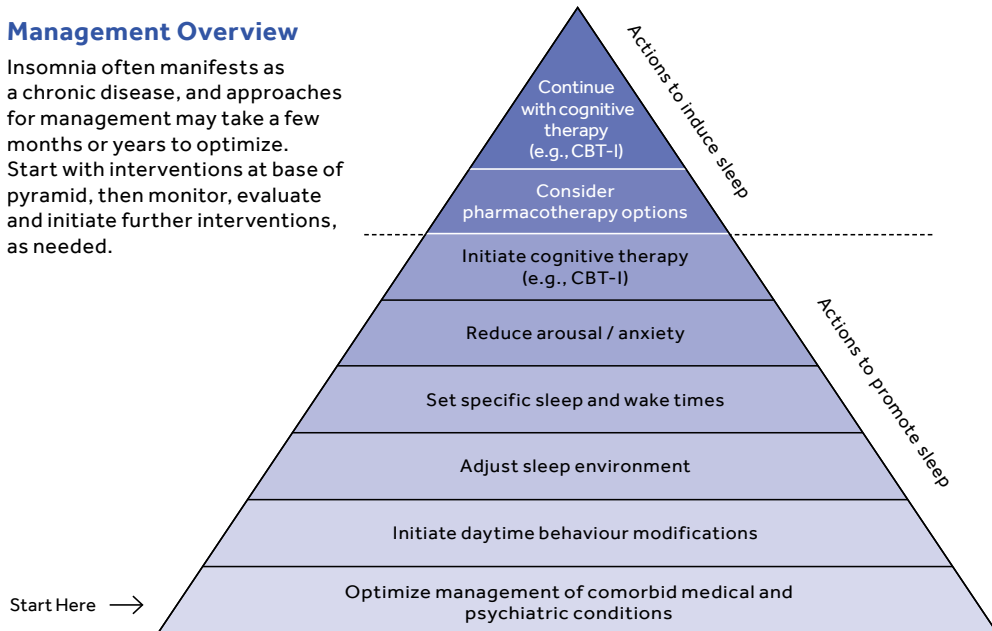 Management Overview
Insomnia often manifests as
a chronic disease, and approaches
for management may take a few
months or years to optimize.
Start with interventions at base of
pyramid, then monitor, evaluate
and initiate further interventions,
as needed.
Actions to induce sleep
Continue
with cognitive
therapy
(e.g., CBT-I)
Consider
pharmacotherapy options
Actions to promote sleep
Initiate cognitive therapy
(e.g., CBT-I)
Reduce arousal / anxiety
Set specific sleep and wake times
Adjust sleep environment
Initiate daytime behaviour modifications
Start Here
Optimize management of comorbid medical and
psychiatric conditions